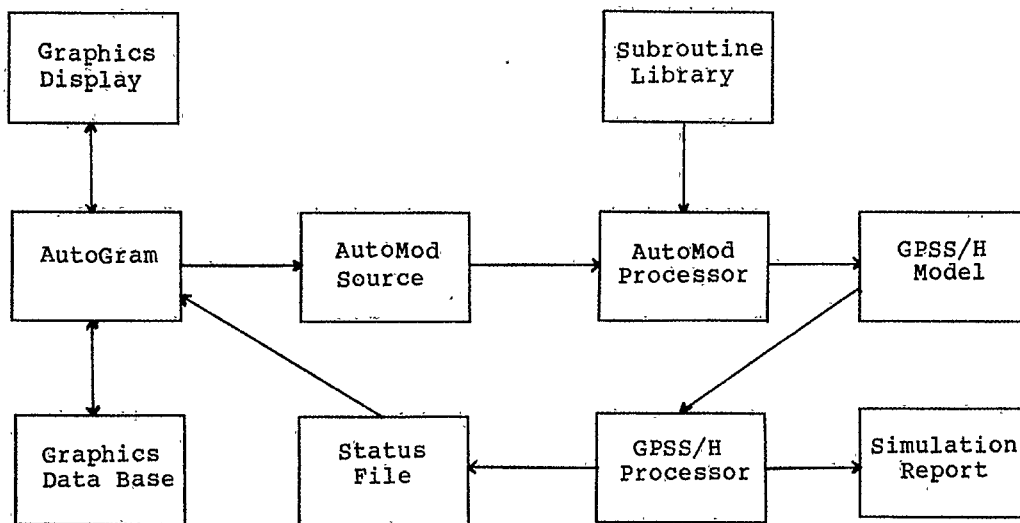 Graphics
Display
Subroutine
Library
AutoGram
AutoMod
Source
AutoMod
Processor
GPSS/H
Model
Graphics
Data Base
Status
File
GPSS/H
Processor
Simulation
Report